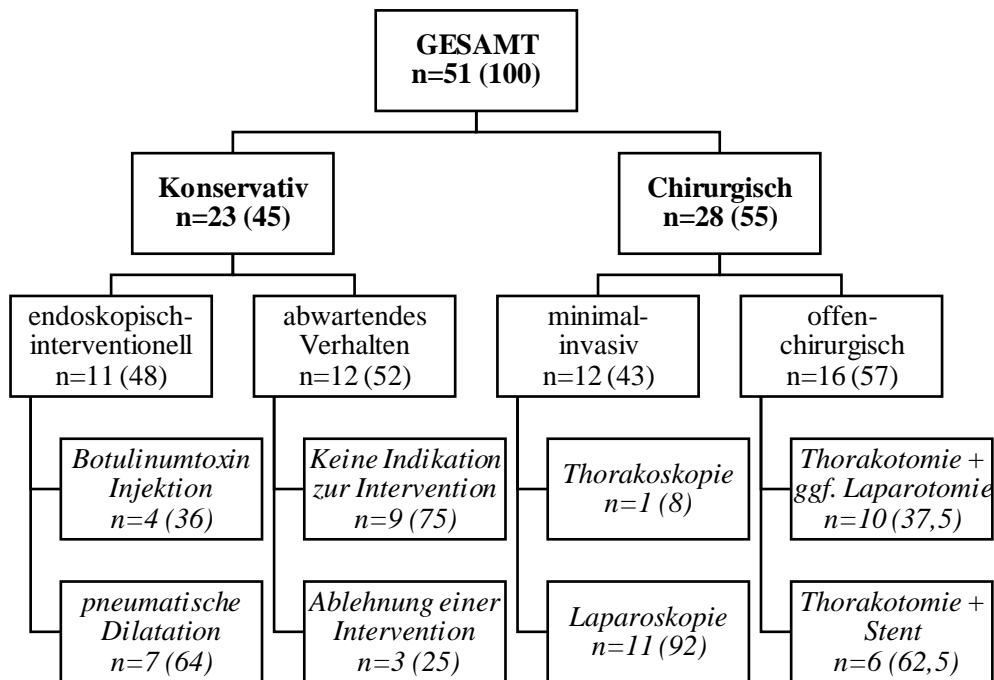 GESAMT
n=51 (100)
Konservativ
n=23 (45)
Chirurgisch
n=28 (55)
endoskopisch-
interventionell
n=11 (48)
abwartendes
Verhalten
n=12 (52)
minimal-
invasiv
n=12 (43)
offen-
chirurgisch
n=16 (57)
Botulinumtoxin
Injektion
n=4 (36)
Keine Indikation
zur Intervention
n=9 (75)
Thorakoskopie
n=1 (8)
Thorakotomie +
ggf. Laparotomie
n=10 (37,5)
pneumatische
Dilatation
n=7 (64)
Ablehnung einer
Intervention
n=3 (25)
Laparoskopie
n=11 (92)
Thorakotomie +
Stent
n=6 (62,5)